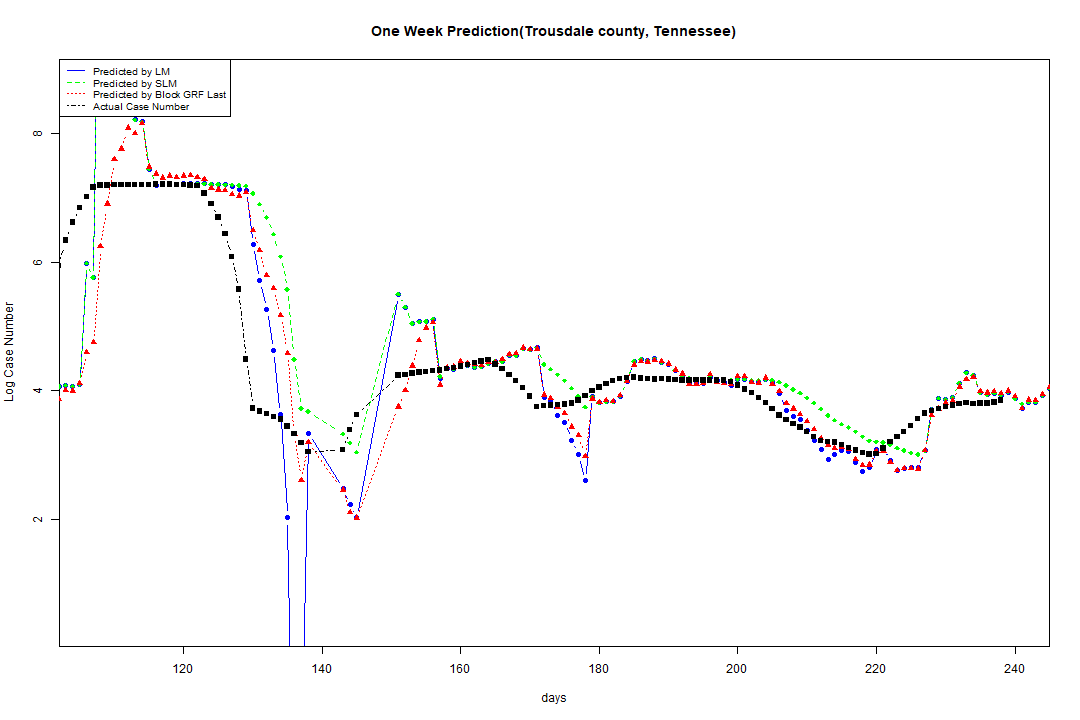 One Week Prediction(Trousdale county, Tennessee)
Predicted by LM
Predicted by SLM
Predicted by Block GRF Last
Actual Case Number
8
6
4
2
Log Case Number
120 140 160 180 200 220 240
days